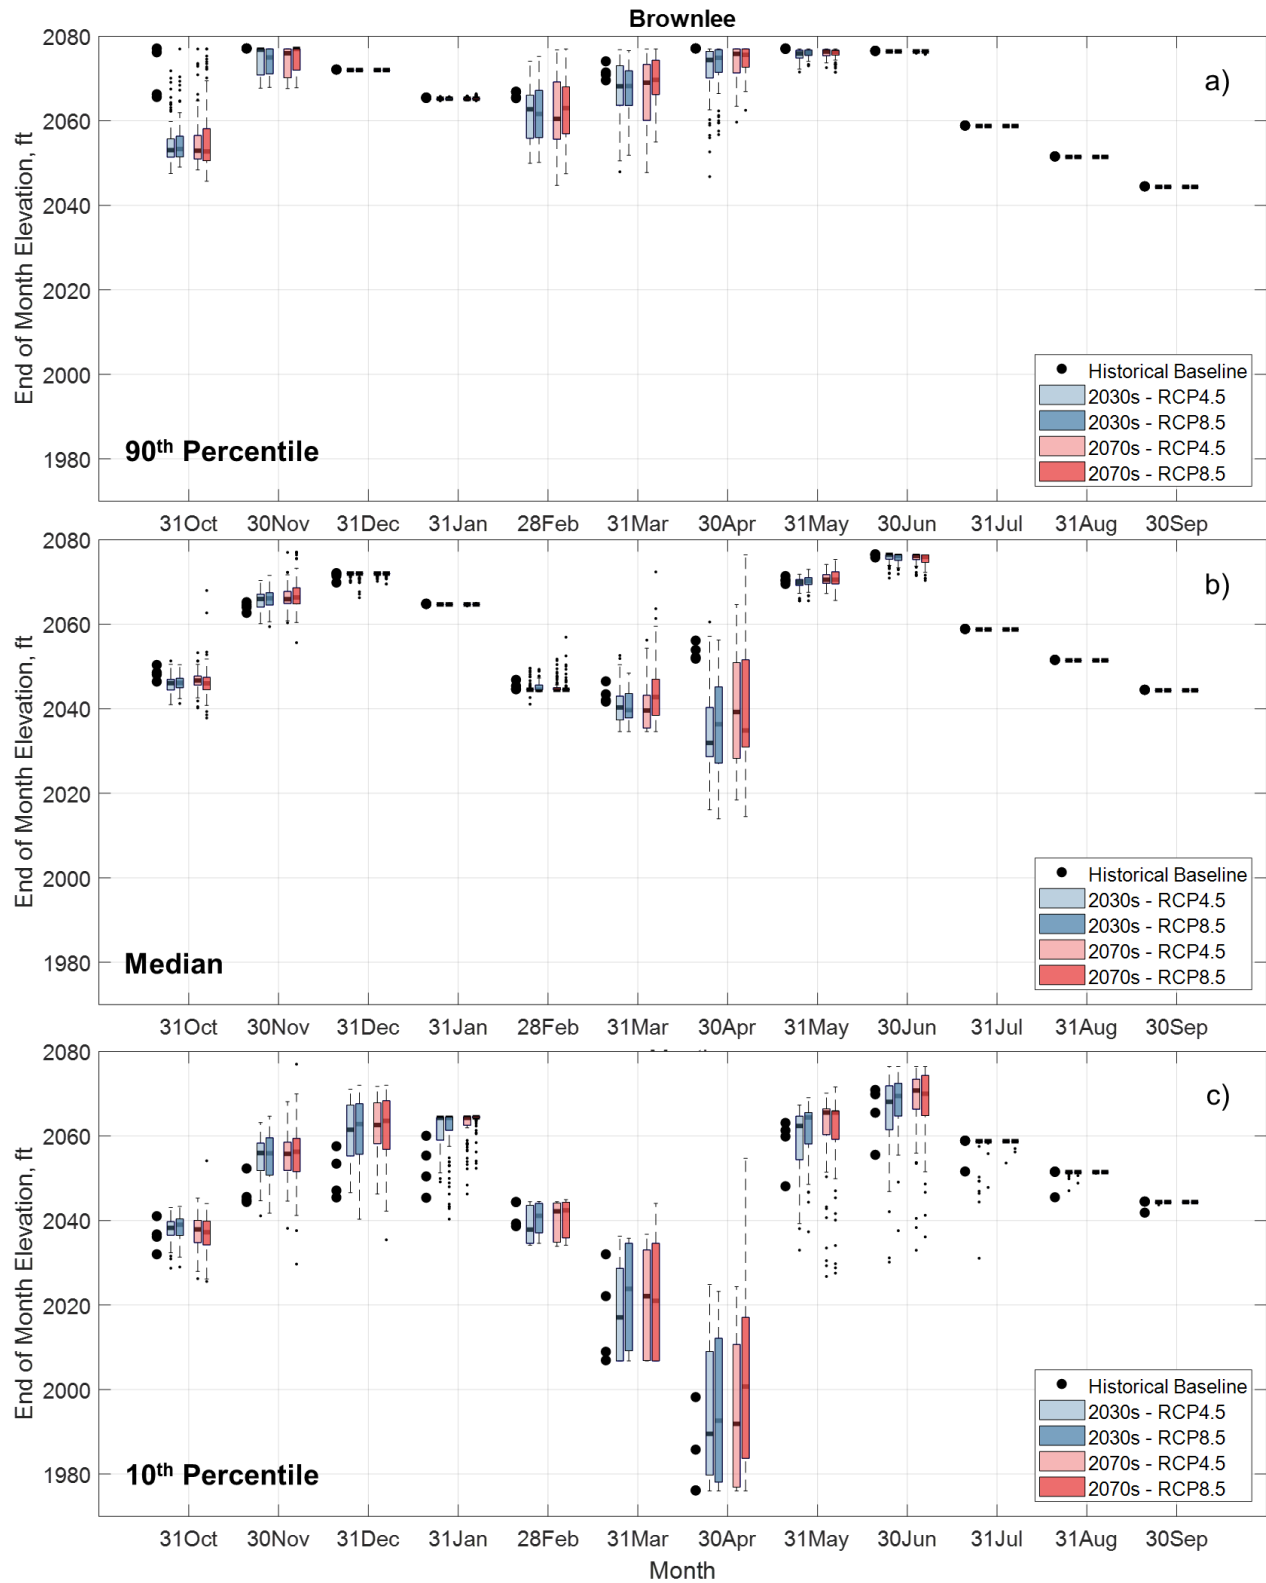 Brownlee
2080
2060
2040
2020
2000
1980
End of Month Elevation, ft
a)
90th Percentile
Historical Baseline
2030s - RCP4.5
2030s - RCP8.5
2070s - RCP4.5
2070s - RCP8.5
31Oct 30Nov 31Dec 31Jan 28Feb 31Mar 30Apr 31May 30Jun 31Jul 31Aug 30Sep
2080
2060
2040
2020
2000
1980
End of Month Elevation, ft
b)
Median
Historical Baseline
2030s - RCP4.5
2030s - RCP8.5
2070s - RCP4.5
2070s - RCP8.5
31Oct 30Nov 31Dec 31Jan 28Feb 31Mar 30Apr 31May 30Jun 31Jul 31Aug 30Sep
2080
2060
2040
2020
2000
1980
End of Month Elevation, ft
c)
10th Percentile
Historical Baseline
2030s - RCP4.5
2030s - RCP8.5
2070s - RCP4.5
2070s - RCP8.5
31Oct 30Nov 31Dec 31Jan 28Feb 31Mar 30Apr 31May 30Jun 31Jul 31Aug 30Sep
Month